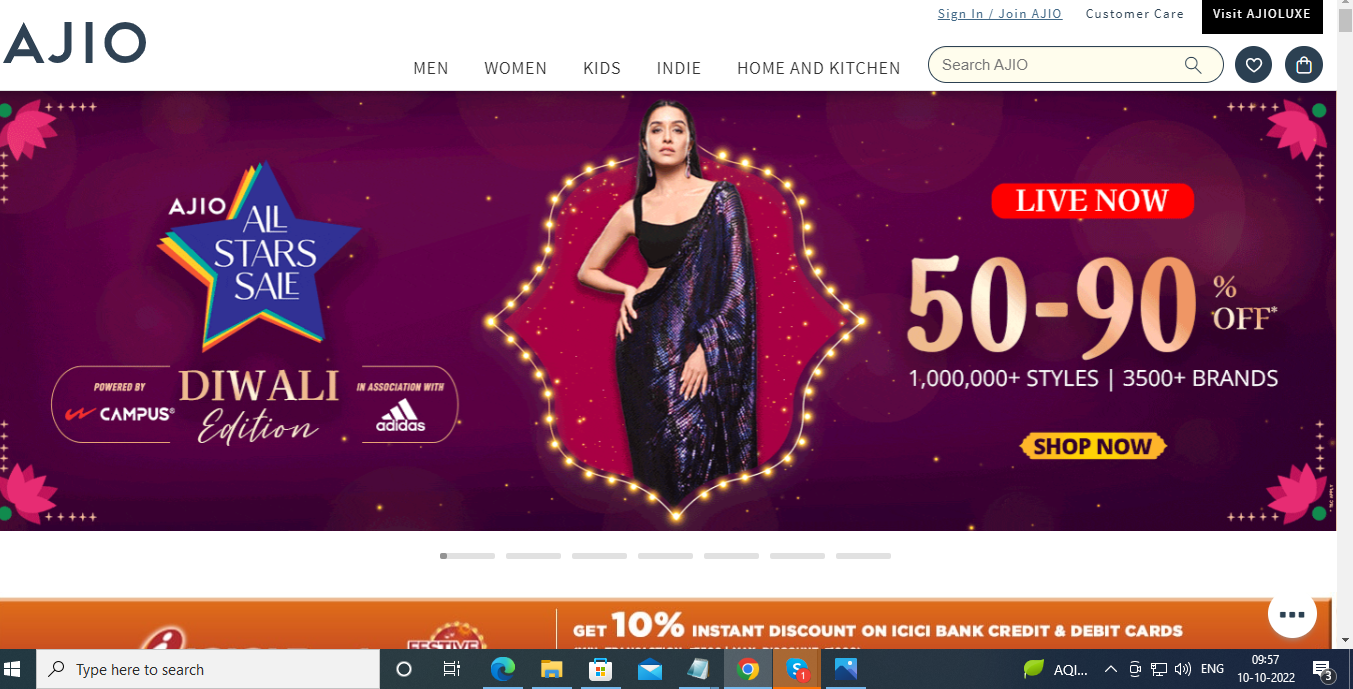 Sign In / Join AJIO
Customer Care
Visit AJIOLUXE
AJIO
MEN
WOMEN
KIDS
INDIE
HOME AND KITCHEN
Search AJIO
AJIO
ALL
STARS
SALE
POWERED BY
CAMPUS®
DIWALI
Edition
IN ASSOCIATION WITH
adidas
LIVE NOW
50-90 % OFF*
1,000,000+ STYLES | 3500+ BRANDS
SHOP NOW
GET 10% INSTANT DISCOUNT ON ICICI BANK CREDIT & DEBIT CARDS
FESTIVE
Type here to search
1
AQI...
ENG
09:57
10-10-2022
3